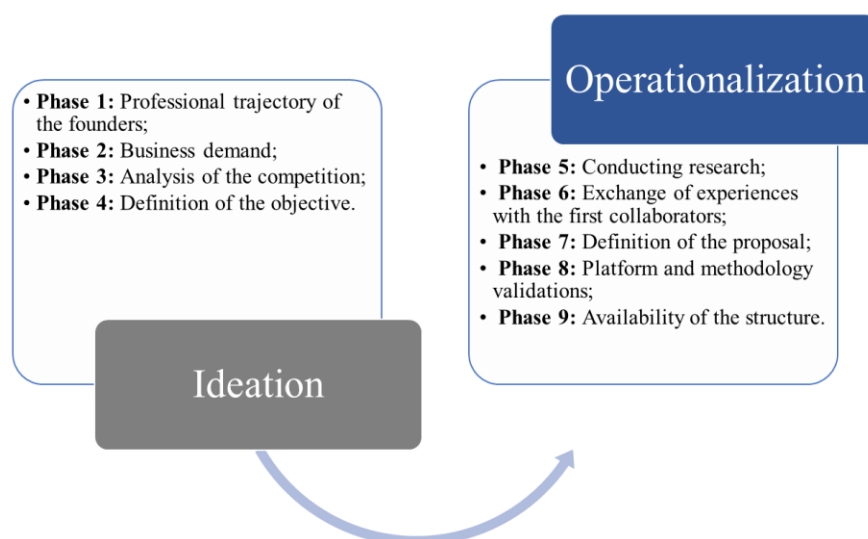 • Phase 1: Professional trajectory of
the founders;
• Phase 2: Business demand;
• Phase 3: Analysis of the competition;
• Phase 4: Definition of the objective.
Ideation
Operationalization
• Phase 5: Conducting research;
• Phase 6: Exchange of experiences
with the first collaborators;
• Phase 7: Definition of the proposal;
• Phase 8: Platform and methodology
validations;
• Phase 9: Availability of the structure.